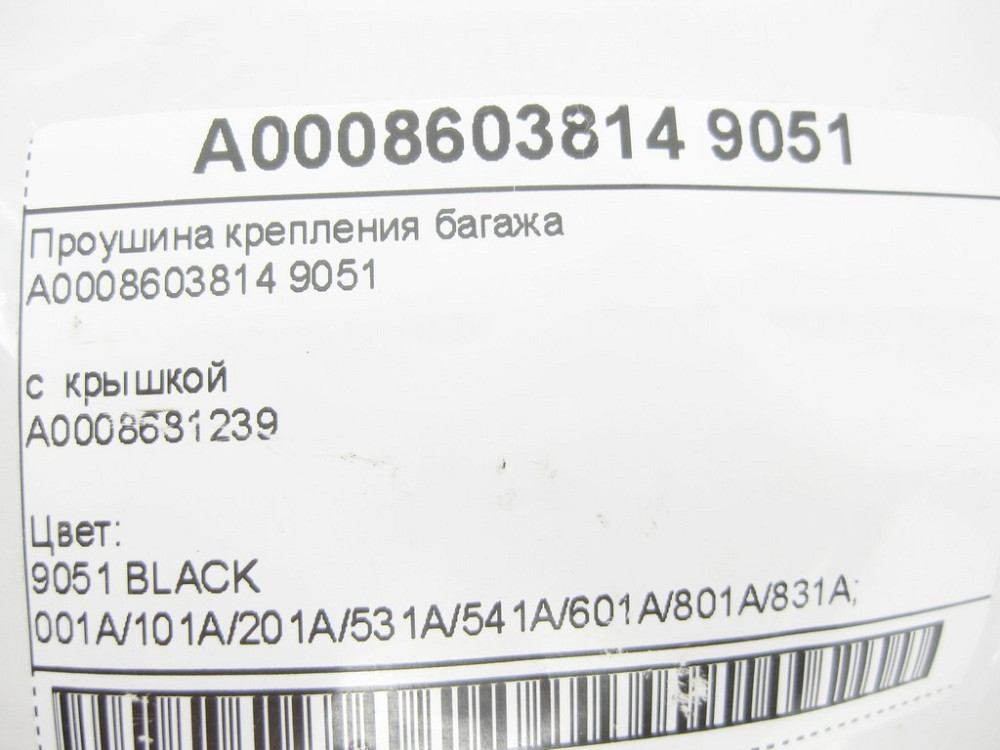 A0008603814 9051
Проушина крепления багажа
A0008603814 9051
с крышкой
A0008681239
Цвет:
9051 BLACK
001A/101A/201A/531A/541A/601A/801A/831A;